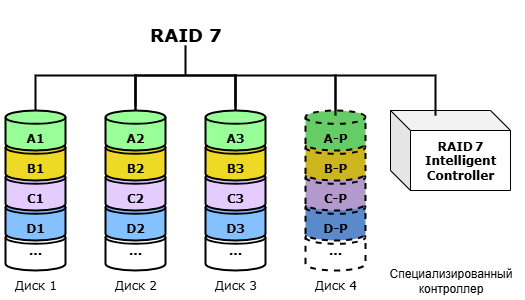 RAID 7
A1 A2 A3 A-P
B1 B2 B3 B-P
C1 C2 C3 C-P
D1 D2 D3 D-P
... ... ... ...
RAID 7
Intelligent
Controller
Диск 1 Диск 2 Диск 3 Диск 4
Специализированный
контроллер